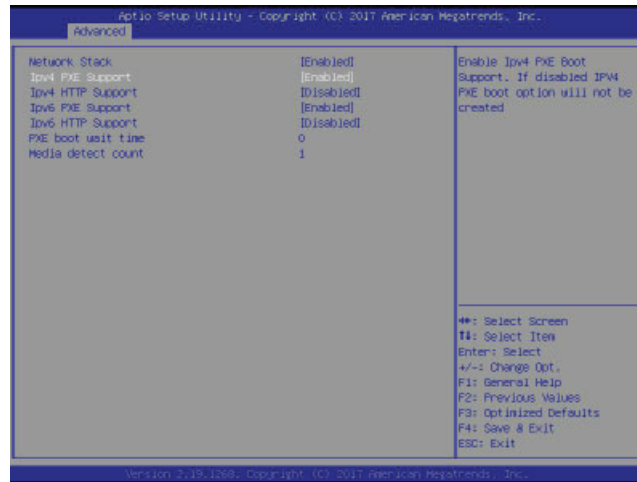 Aptio Setup Utility - Copyright (C) 2017 American Megatrends, Inc.
Advanced
Network Stack [Enabled]
Ipv4 PXE Support [Enabled]
Ipv4 HTTP Support [Disabled]
Ipv6 PXE Support [Enabled]
Ipv6 HTTP Support [Disabled]
PXE boot wait time 0
Media detect count 1
Enable Ipv4 PXE Boot
Support. If disabled IPV4
PXE boot option will not be
created
→←: Select Screen
↑↓: Select Item
Enter: Select
+/-: Change Opt.
F1: General Help
F2: Previous Values
F3: Optimized Defaults
F4: Save & Exit
ESC: Exit
Version 2.19.1268. Copyright (C) 2017 American Megatrends, Inc.